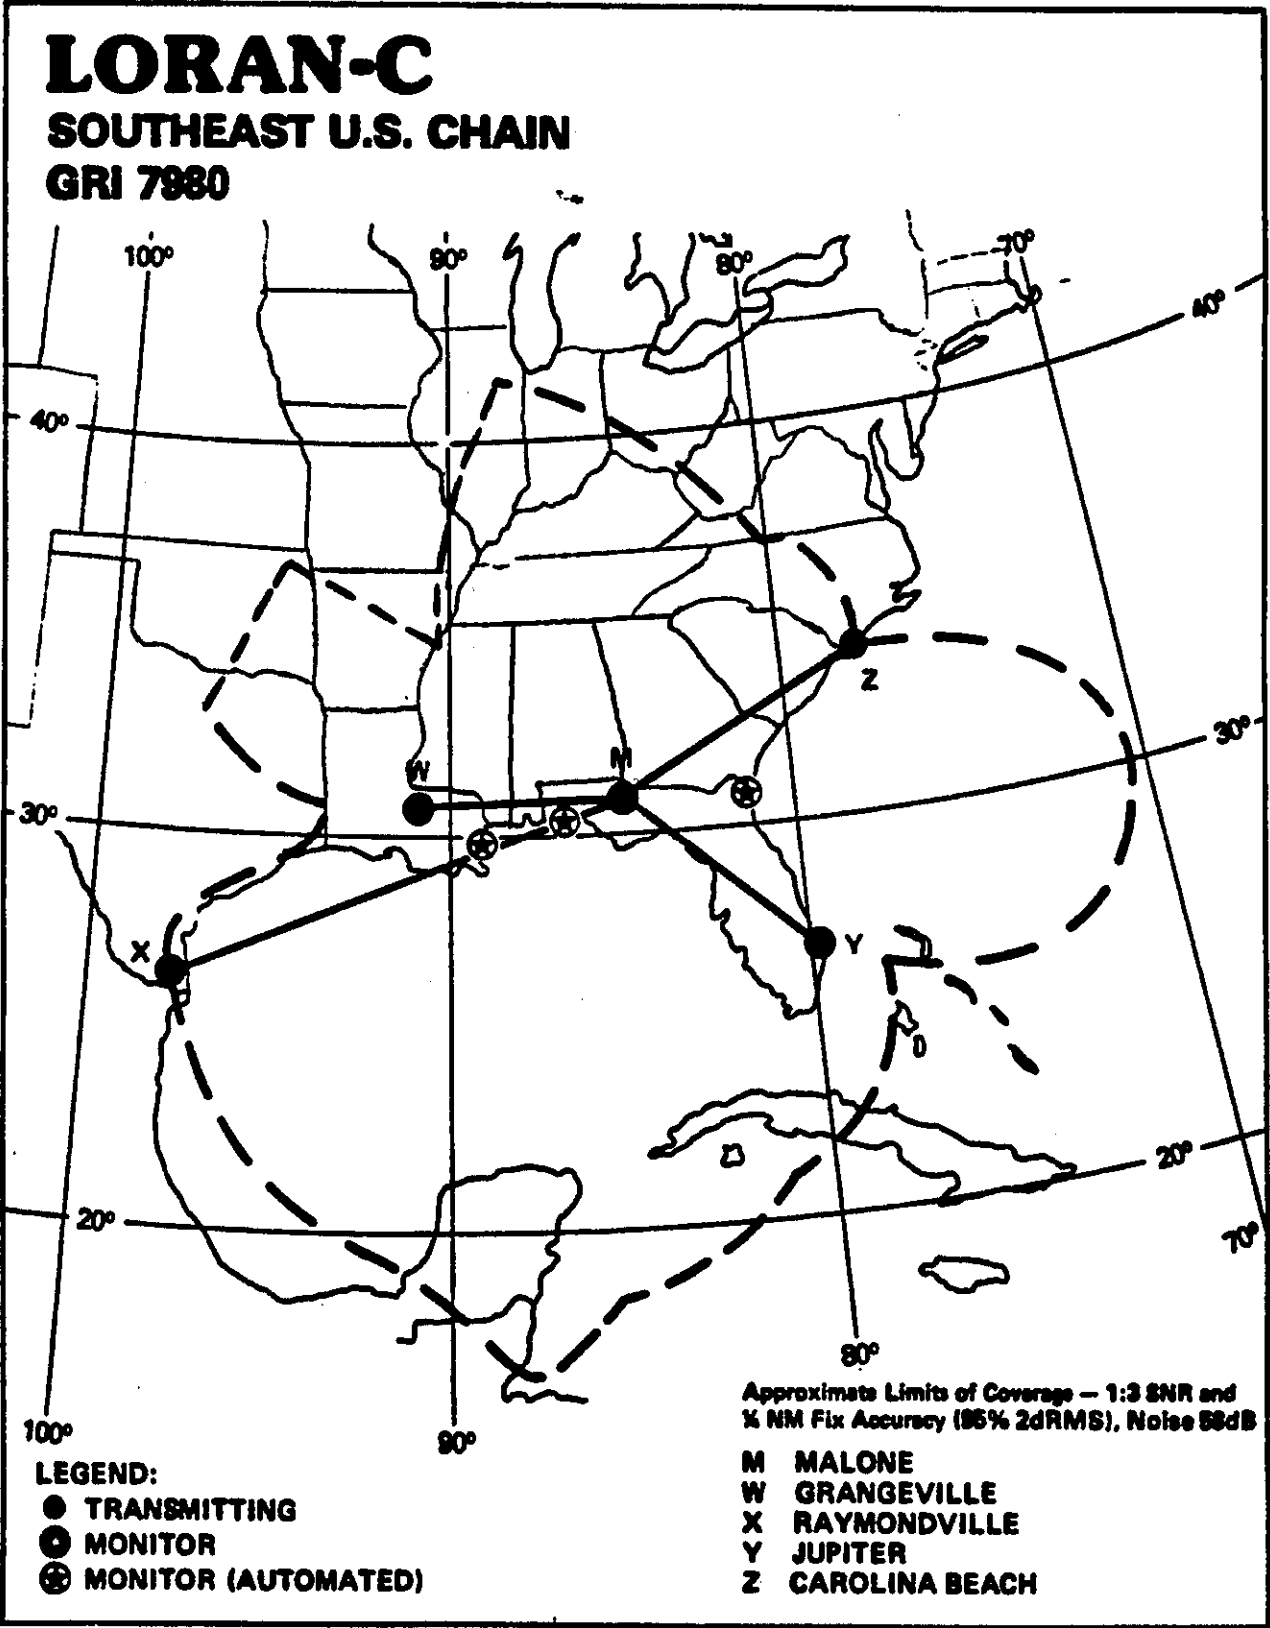 LORAN-C
SOUTHEAST U.S. CHAIN
GRI 7980
100° 90° 80° 70°
40°
40°
Z
M
W
30°
30°
X
Y
20°
20°
70°
80°
100°
90°
Approximate Limits of Coverage — 1:3 SNR and
¼ NM Fix Accuracy (95% 2dRMS), Noise 58dB
LEGEND:
TRANSMITTING
MONITOR
MONITOR (AUTOMATED)
M MALONE
W GRANGEVILLE
X RAYMONDVILLE
Y JUPITER
Z CAROLINA BEACH